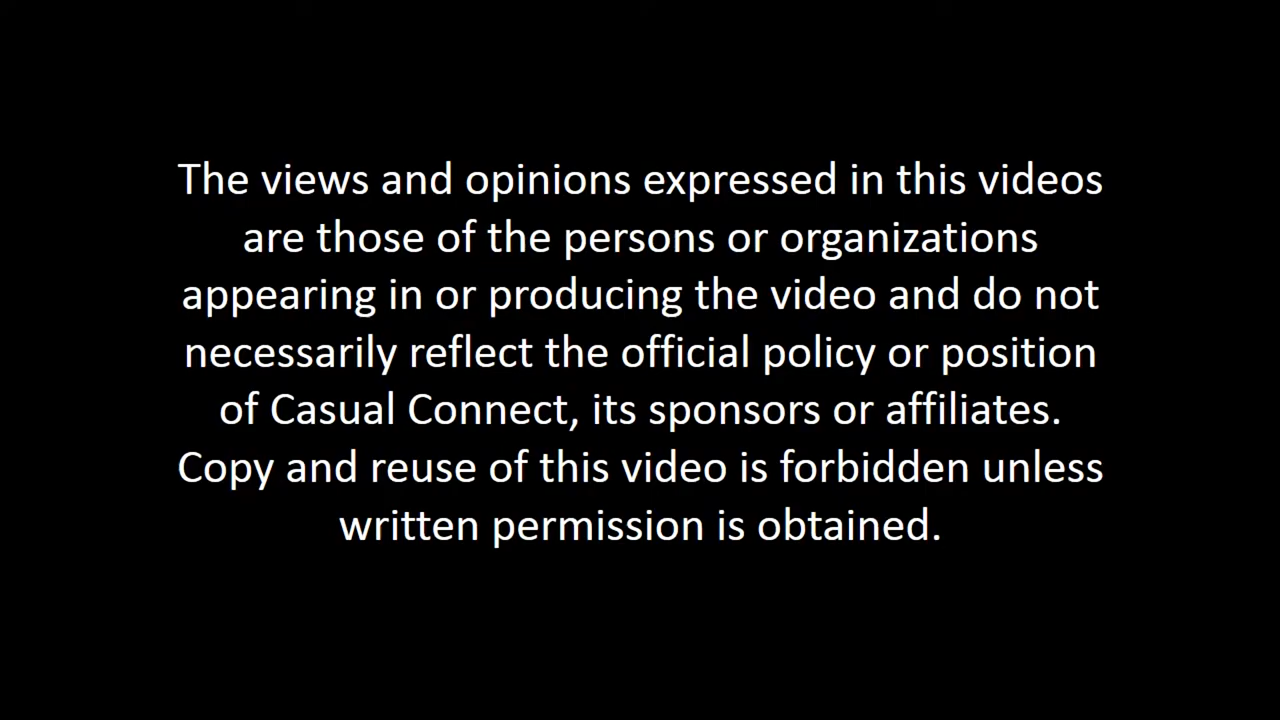 The views and opinions expressed in this videos
are those of the persons or organizations
appearing in or producing the video and do not
necessarily reflect the official policy or position
of Casual Connect, its sponsors or affiliates.
Copy and reuse of this video is forbidden unless
written permission is obtained.